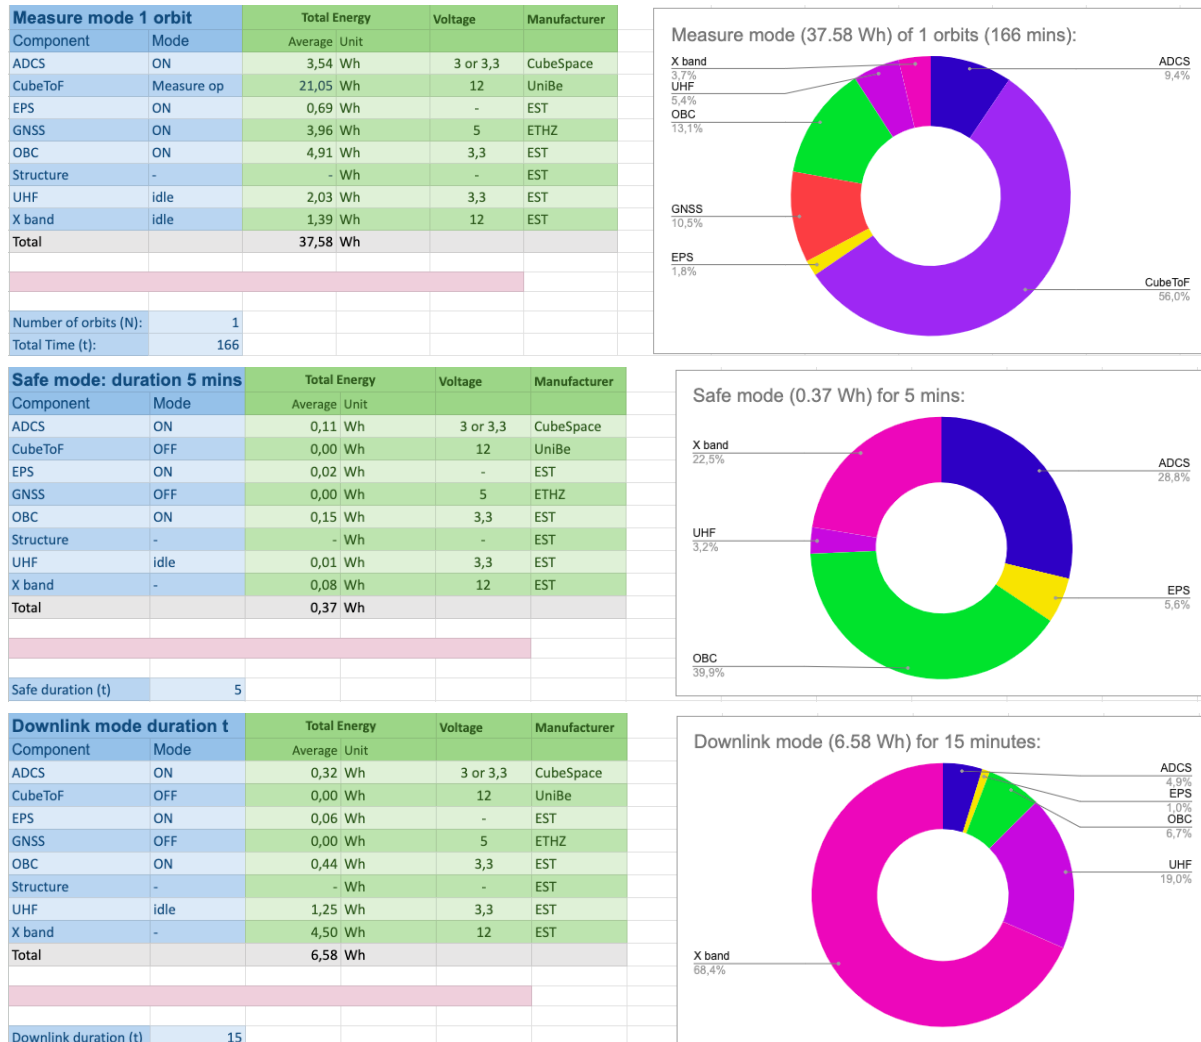 Measure mode 1 orbit Total Energy Voltage Manufacturer
Component Mode Average Unit
ADCS ON 3,54 Wh 3 or 3,3 CubeSpace
CubeToF Measure op 21,05 Wh 12 UniBe
EPS ON 0,69 Wh - EST
GNSS ON 3,96 Wh 5 ETHZ
OBC ON 4,91 Wh 3,3 EST
Structure - - Wh - EST
UHF idle 2,03 Wh 3,3 EST
X band idle 1,39 Wh 12 EST
Total 37,58 Wh
Number of orbits (N): 1
Total Time (t): 166
Measure mode (37.58 Wh) of 1 orbits (166 mins):
X band
3,7%
UHF
5,4%
OBC
13,1%
GNSS
10,5%
EPS
1,8%
ADCS
9,4%
CubeToF
56,0%
Safe mode: duration 5 mins Total Energy Voltage Manufacturer
Component Mode Average Unit
ADCS ON 0,11 Wh 3 or 3,3 CubeSpace
CubeToF OFF 0,00 Wh 12 UniBe
EPS ON 0,02 Wh - EST
GNSS OFF 0,00 Wh 5 ETHZ
OBC ON 0,15 Wh 3,3 EST
Structure - - Wh - EST
UHF idle 0,01 Wh 3,3 EST
X band - 0,08 Wh 12 EST
Total 0,37 Wh
Safe duration (t) 5
Safe mode (0.37 Wh) for 5 mins:
X band
22,5%
UHF
3,2%
OBC
39,9%
ADCS
28,8%
EPS
5,6%
Downlink mode duration t Total Energy Voltage Manufacturer
Component Mode Average Unit
ADCS ON 0,32 Wh 3 or 3,3 CubeSpace
CubeToF OFF 0,00 Wh 12 UniBe
EPS ON 0,06 Wh - EST
GNSS OFF 0,00 Wh 5 ETHZ
OBC ON 0,44 Wh 3,3 EST
Structure - - Wh - EST
UHF idle 1,25 Wh 3,3 EST
X band - 4,50 Wh 12 EST
Total 6,58 Wh
Downlink duration (t) 15
Downlink mode (6.58 Wh) for 15 minutes:
ADCS
4,9%
EPS
1,0%
OBC
6,7%
UHF
19,0%
X band
68,4%